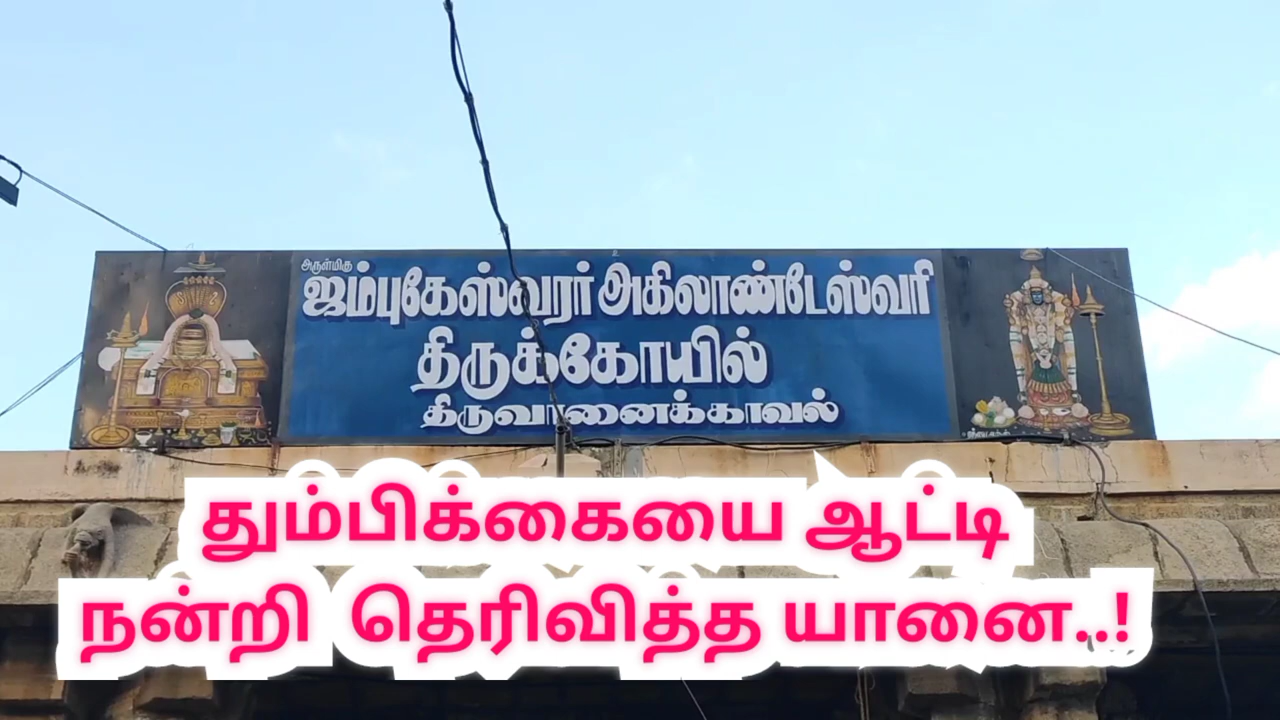 அருள்மிகு
ஜம்புகேஸ்வரர் அகிலாண்டேஸ்வரி
திருக்கோயில்
திருவானைக்காவல்
தும்பிக்கையை ஆட்டி
நன்றி தெரிவித்த யானை..!